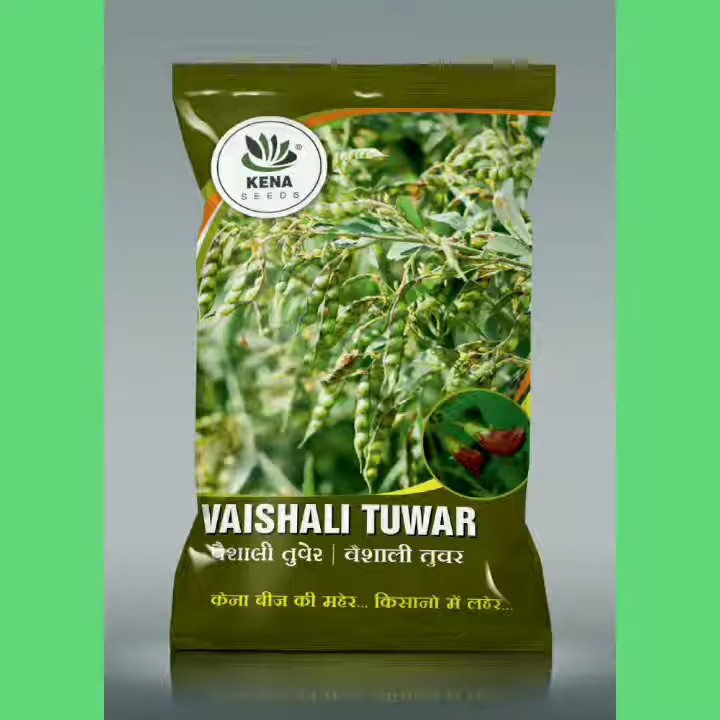 ©
KENA
SEEDS
VAISHALI TUWAR
वैशाली तुवेर | वैशाली तुवर
केना बीज की महेर... किसानो में लहेर...